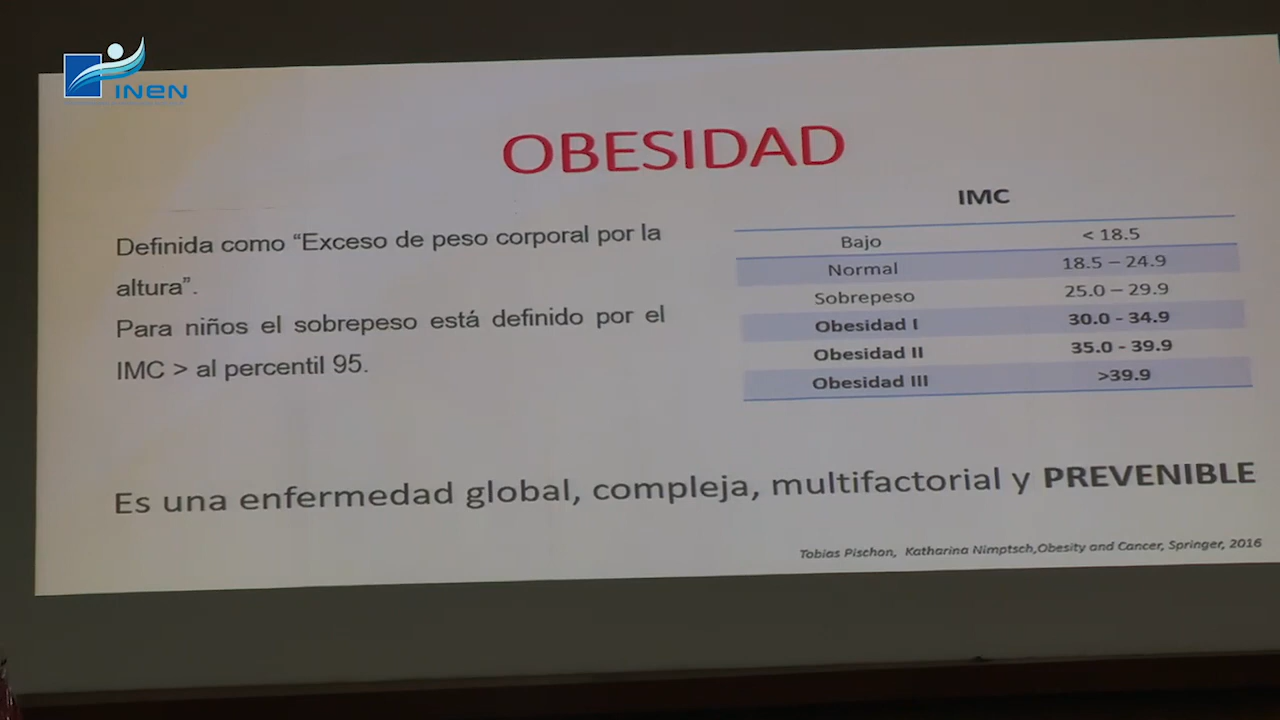 INEN
OBESIDAD
Definida como “Exceso de peso corporal por la
altura”.
Para niños el sobrepeso está definido por el
IMC > al percentil 95.
IMC
Bajo < 18.5
Normal 18.5 – 24.9
Sobrepeso 25.0 – 29.9
Obesidad I 30.0 - 34.9
Obesidad II 35.0 - 39.9
Obesidad III >39.9
Es una enfermedad global, compleja, multifactorial y PREVENIBLE
Tobias Pischon, Katharina Nimptsch,Obesity and Cancer, Springer, 2016